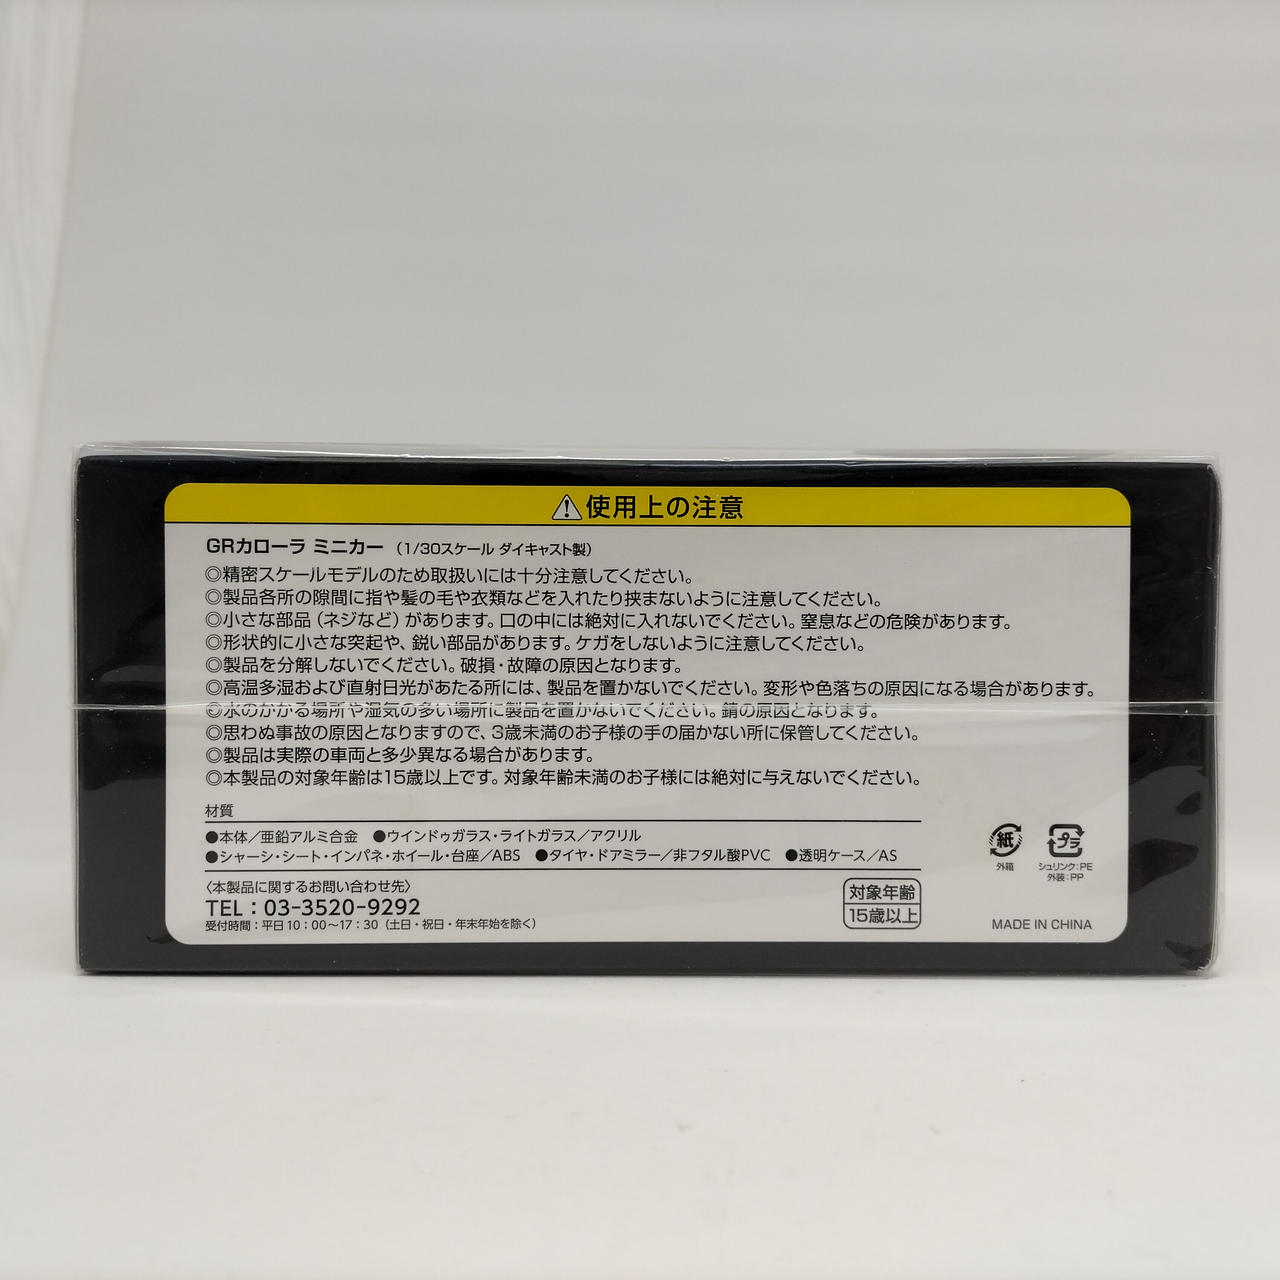 ⚠使用上の注意
GRカローラ ミニカー (1/30スケール ダイキャスト製)
◎精密スケールモデルのため取扱いには十分注意してください。
◎製品各所の隙間に指や髪の毛や衣類などを入れたり挟まないように注意してください。
◎小さな部品(ネジなど)があります。口の中には絶対に入れないでください。窒息などの危険があります。
◎形状的に小さな突起や、鋭い部品があります。ケガをしないように注意してください。
◎製品を分解しないでください。破損・故障の原因となります。
◎高温多湿および直射日光があたる所には、製品を置かないでください。変形や色落ちの原因になる場合があります。
◎水のかかる場所や湿気の多い場所に製品を置かないでください。錆の原因となります。
◎思わぬ事故の原因となりますので、3歳未満のお子様の手の届かない所に保管してください。
◎製品は実際の車両と多少異なる場合があります。
◎本製品の対象年齢は15歳以上です。対象年齢未満のお子様には絶対に与えないでください。
材質
●本体/亜鉛アルミ合金 ●ウインドゥガラス・ライトガラス/アクリル
●シャーシ・シート・インパネ・ホイール・台座/ABS ●タイヤ・ドアミラー/非フタル酸PVC ●透明ケース/AS
〈本製品に関するお問い合わせ先〉
TEL:03-3520-9292
受付時間:平日10:00〜17:30(土日・祝日・年末年始を除く)
対象年齢
15歳以上
紙
外箱
プラ
シュリンク:PE
外装:PP
MADE IN CHINA